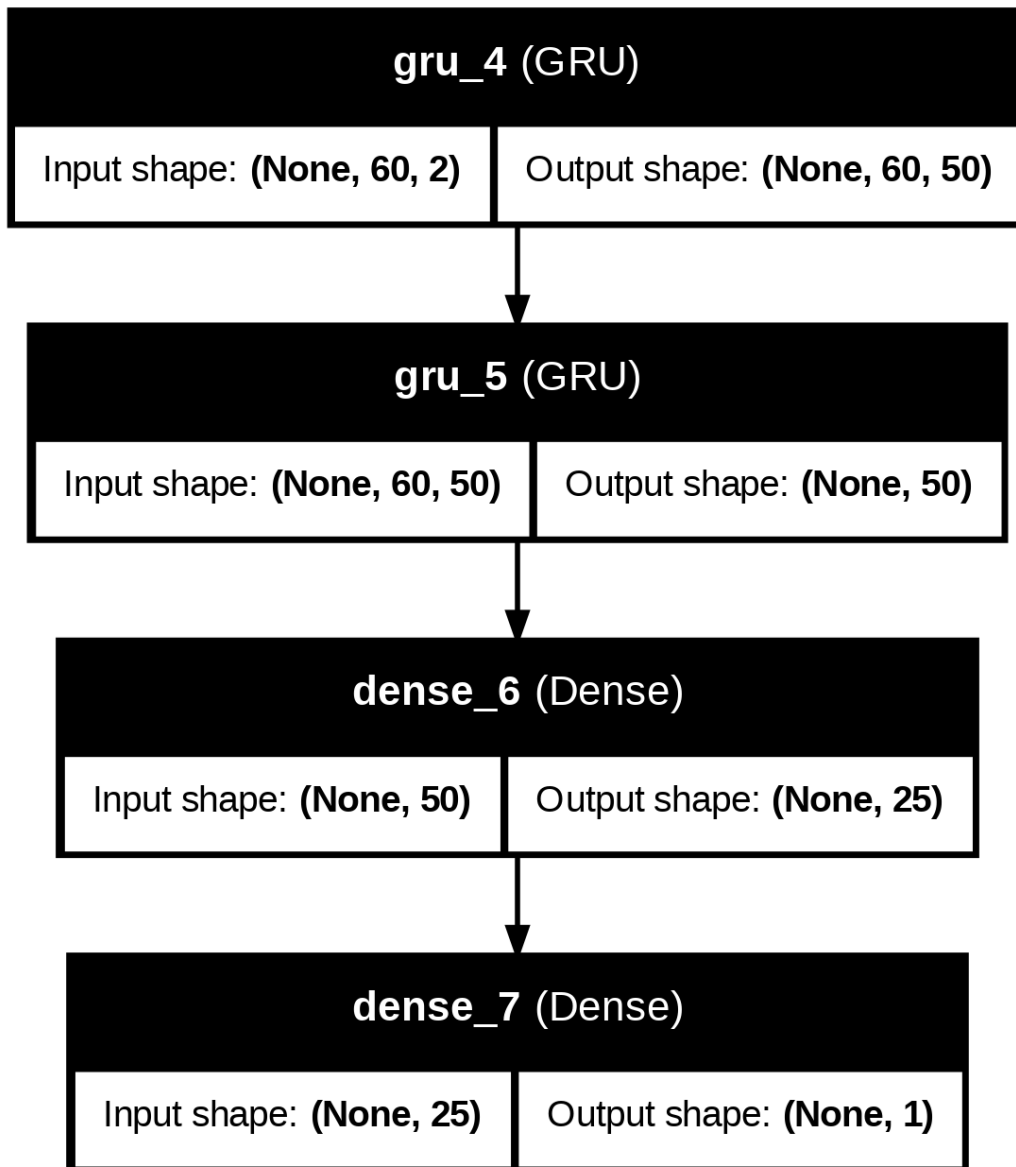 gru_4 (GRU)
Input shape: (None, 60, 2) Output shape: (None, 60, 50)
gru_5 (GRU)
Input shape: (None, 60, 50) Output shape: (None, 50)
dense_6 (Dense)
Input shape: (None, 50) Output shape: (None, 25)
dense_7 (Dense)
Input shape: (None, 25) Output shape: (None, 1)